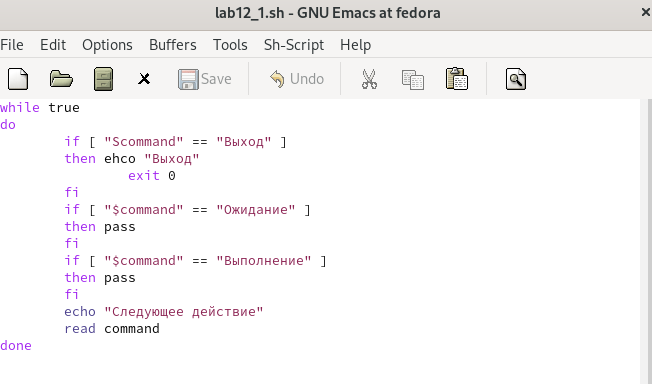 lab12_1.sh - GNU Emacs at fedora
File Edit Options Buffers Tools Sh-Script Help
Save Undo
while true
do
if [ "Scommand" == "Выход" ]
then ehco "Выход"
exit 0
fi
if [ "$command" == "Ожидание" ]
then pass
fi
if [ "$command" == "Выполнение" ]
then pass
fi
echo "Следующее действие"
read command
done